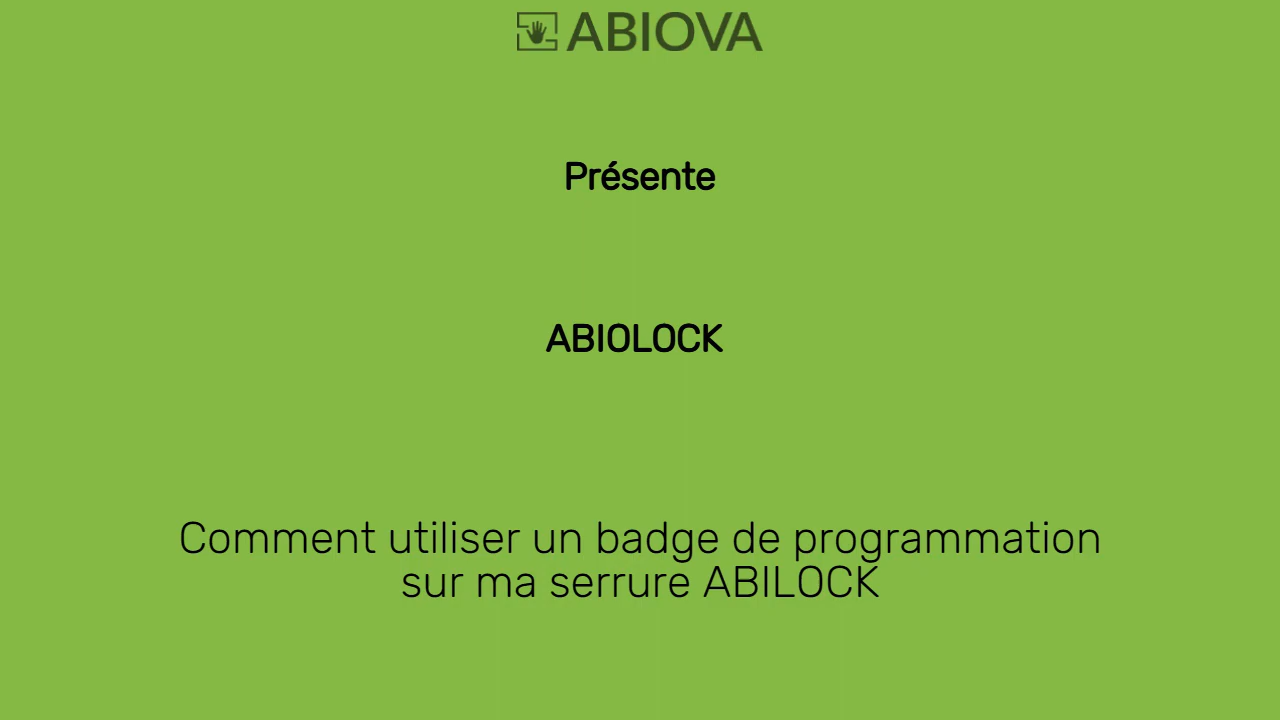 ABIOVA
Présente
ABIOLOCK
Comment utiliser un badge de programmation
sur ma serrure ABILOCK